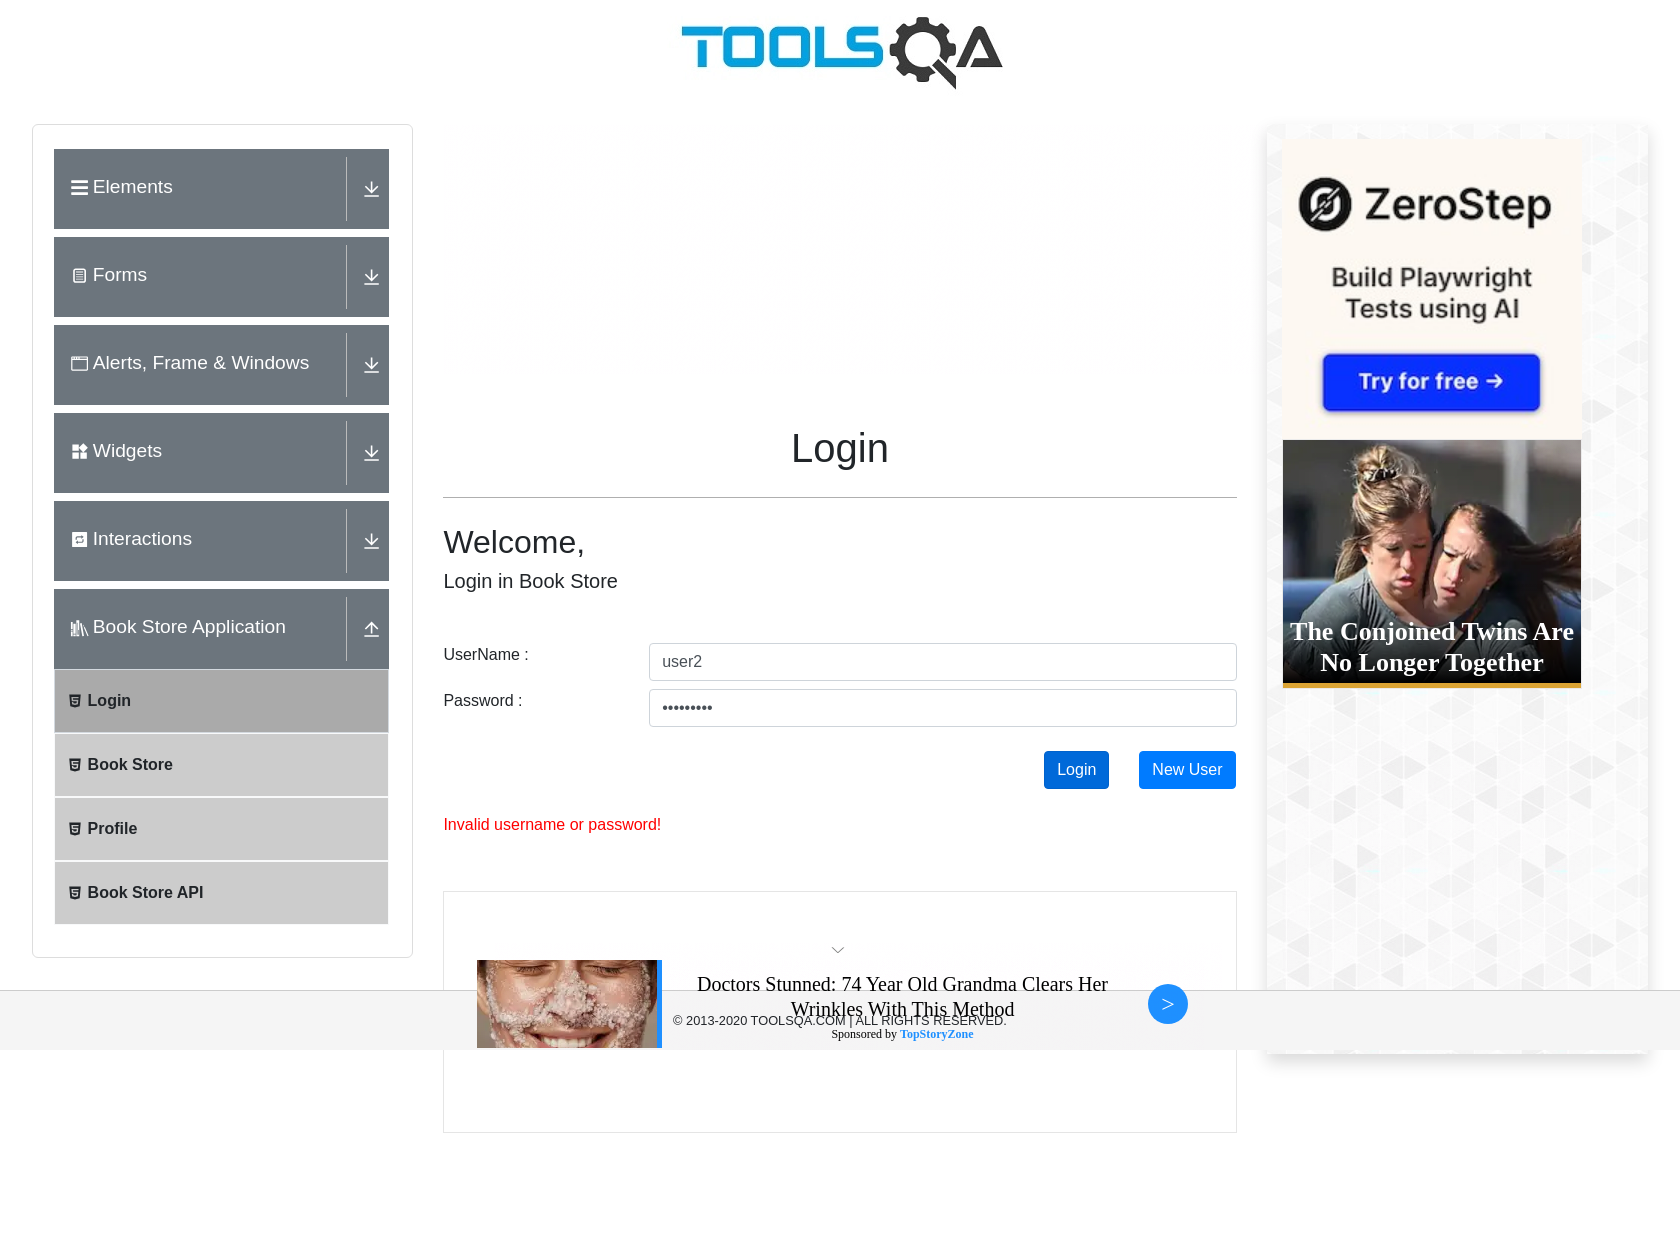 TOOLSQA
Elements
Forms
Alerts, Frame & Windows
Widgets
Interactions
Book Store Application
Login
Book Store
Profile
Book Store API
Login
Welcome,
Login in Book Store
UserName :
user2
Password :
•••••••••
Login
New User
Invalid username or password!
Doctors Stunned: 74 Year Old Grandma Clears Her
Wrinkles With This Method
>
© 2013-2020 TOOLSQA.COM | ALL RIGHTS RESERVED.
Sponsored by TopStoryZone
ZeroStep
Build Playwright
Tests using AI
Try for free →
The Conjoined Twins Are
No Longer Together